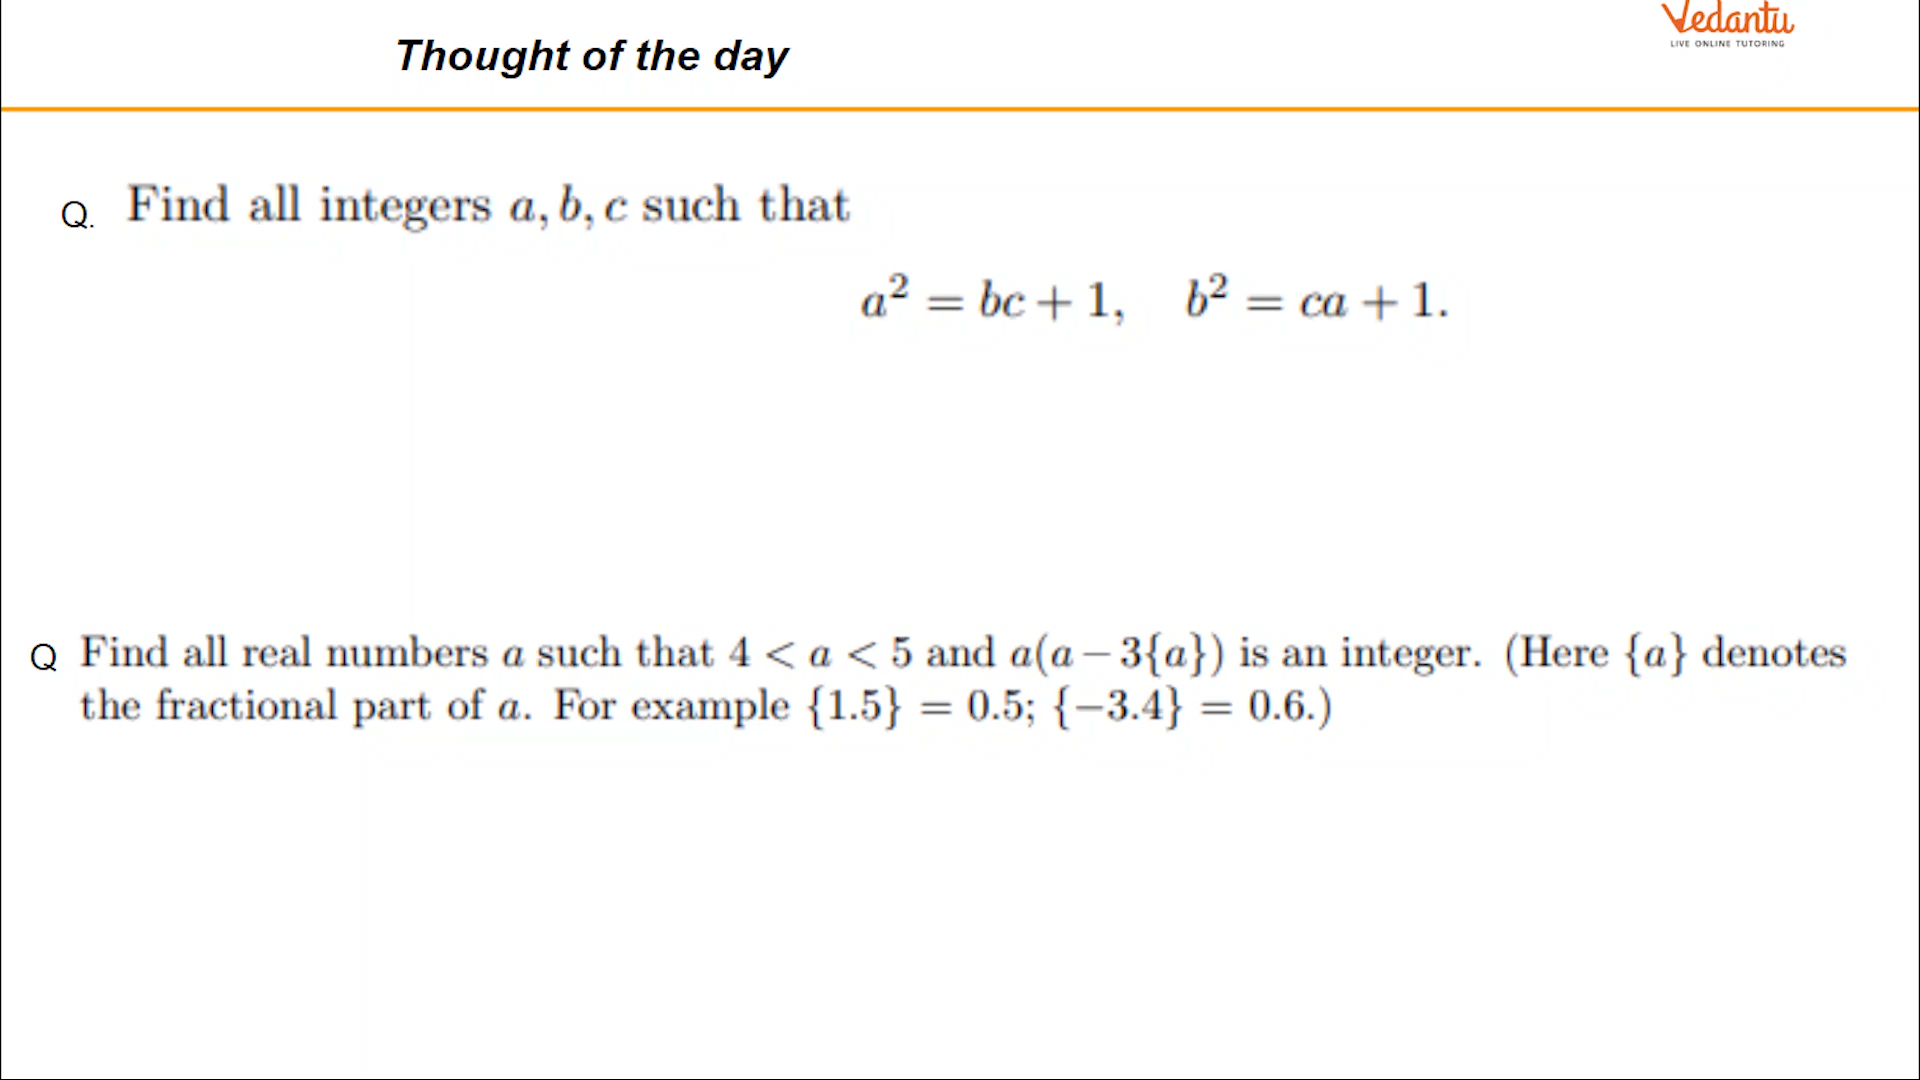 Vedantu
LIVE ONLINE TUTORING
Thought of the day
Q. Find all integers a, b, c such that
a² = bc + 1, b² = ca + 1.
Q Find all real numbers a such that 4 < a < 5 and a(a − 3{a}) is an integer. (Here {a} denotes
the fractional part of a. For example {1.5} = 0.5; {−3.4} = 0.6.)